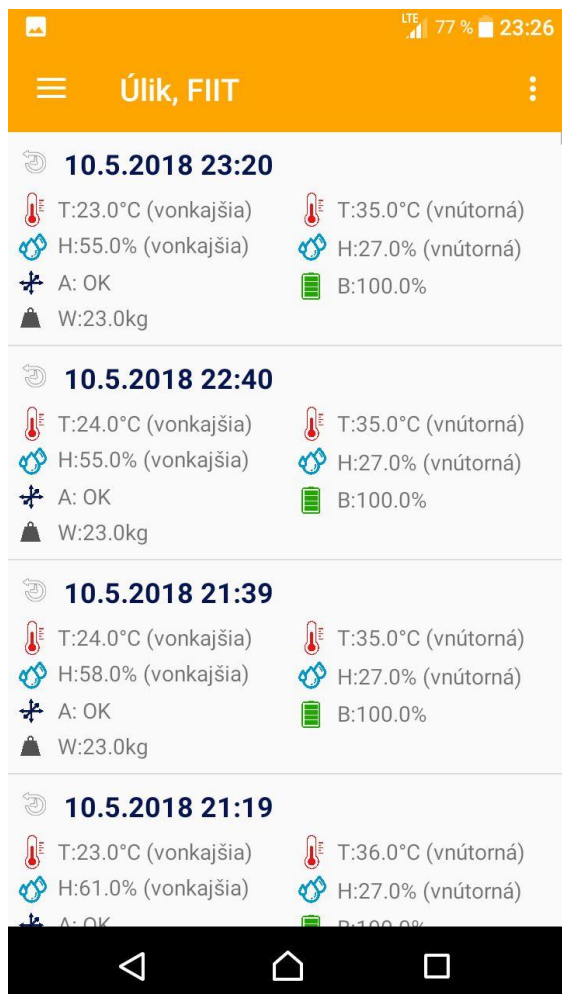 LTE 77 % 23:26
Úlik, FIIT
10.5.2018 23:20
T:23.0°C (vonkajšia) T:35.0°C (vnútorná)
H:55.0% (vonkajšia) H:27.0% (vnútorná)
A: OK B:100.0%
W:23.0kg
10.5.2018 22:40
T:24.0°C (vonkajšia) T:35.0°C (vnútorná)
H:55.0% (vonkajšia) H:27.0% (vnútorná)
A: OK B:100.0%
W:23.0kg
10.5.2018 21:39
T:24.0°C (vonkajšia) T:35.0°C (vnútorná)
H:58.0% (vonkajšia) H:27.0% (vnútorná)
A: OK B:100.0%
W:23.0kg
10.5.2018 21:19
T:23.0°C (vonkajšia) T:36.0°C (vnútorná)
H:61.0% (vonkajšia) H:27.0% (vnútorná)
A: OK B:100.0%